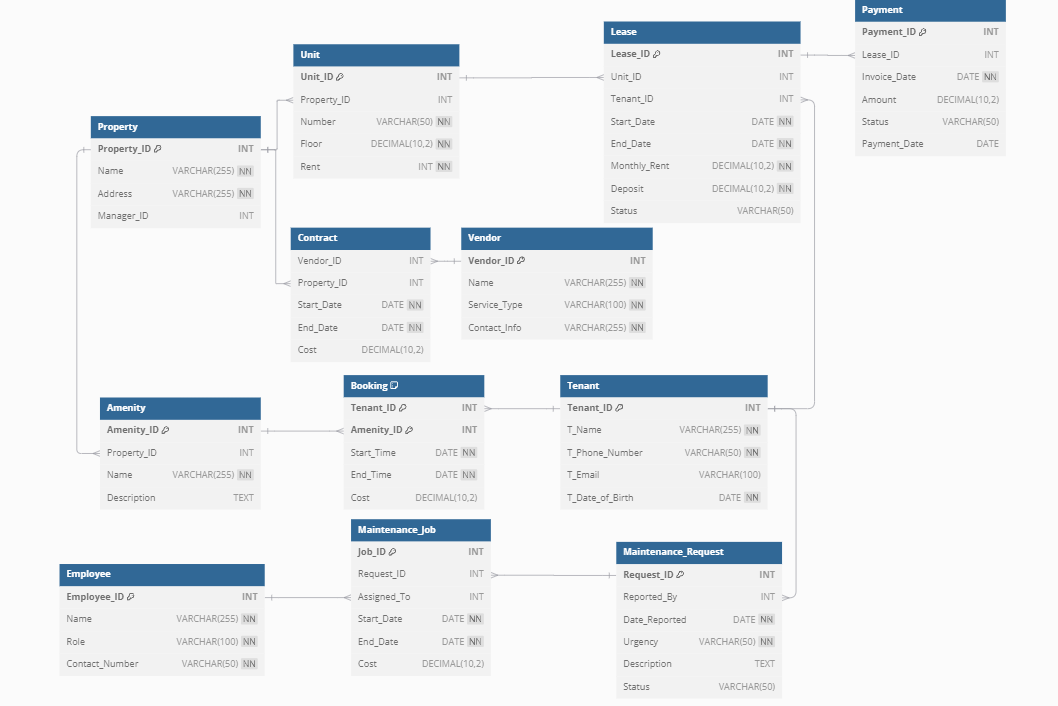 Payment
Payment_ID INT
Lease_ID INT
Invoice_Date DATE NN
Amount DECIMAL(10,2)
Status VARCHAR(50)
Payment_Date DATE
Lease
Lease_ID INT
Unit_ID INT
Tenant_ID INT
Start_Date DATE NN
End_Date DATE NN
Monthly_Rent DECIMAL(10,2) NN
Deposit DECIMAL(10,2) NN
Status VARCHAR(50)
Unit
Unit_ID INT
Property_ID INT
Number VARCHAR(50) NN
Floor DECIMAL(10,2) NN
Rent INT NN
Property
Property_ID INT
Name VARCHAR(255) NN
Address VARCHAR(255) NN
Manager_ID INT
Contract
Vendor_ID INT
Property_ID INT
Start_Date DATE NN
End_Date DATE NN
Cost DECIMAL(10,2)
Vendor
Vendor_ID INT
Name VARCHAR(255) NN
Service_Type VARCHAR(100) NN
Contact_Info VARCHAR(255) NN
Amenity
Amenity_ID INT
Property_ID INT
Name VARCHAR(255) NN
Description TEXT
Booking
Tenant_ID INT
Amenity_ID INT
Start_Time DATE NN
End_Time DATE NN
Cost DECIMAL(10,2)
Tenant
Tenant_ID INT
T_Name VARCHAR(255) NN
T_Phone_Number VARCHAR(50) NN
T_Email VARCHAR(100)
T_Date_of_Birth DATE NN
Maintenance_Job
Job_ID INT
Request_ID INT
Assigned_To INT
Start_Date DATE NN
End_Date DATE NN
Cost DECIMAL(10,2)
Employee
Employee_ID INT
Name VARCHAR(255) NN
Role VARCHAR(100) NN
Contact_Number VARCHAR(50) NN
Maintenance_Request
Request_ID INT
Reported_By INT
Date_Reported DATE NN
Urgency VARCHAR(50) NN
Description TEXT
Status VARCHAR(50)